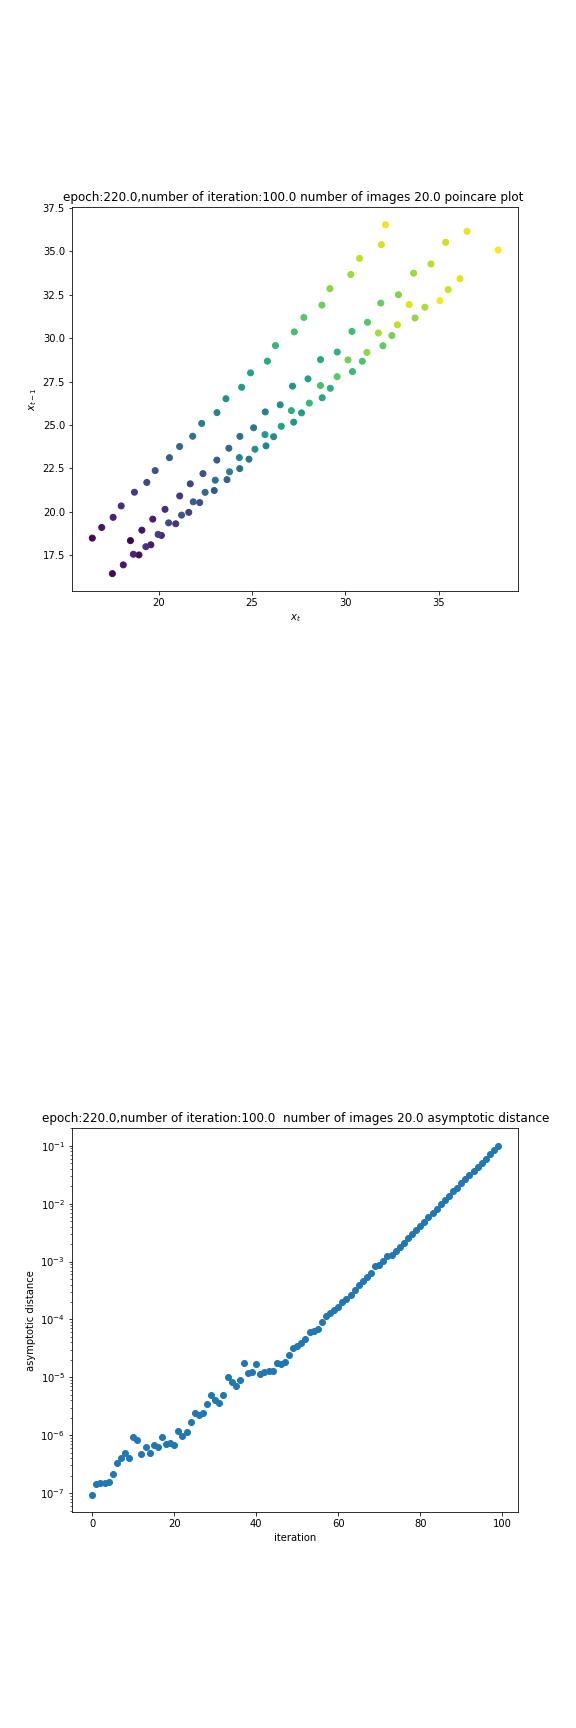 epoch:220.0,number of iteration:100.0 number of images 20.0 poincare plot
37.5
35.0
32.5
30.0
27.5
25.0
22.5
20.0
17.5
x_{t-1}
20 25 30 35
x_t
epoch:220.0,number of iteration:100.0  number of images 20.0 asymptotic distance
10^{-1}
10^{-2}
10^{-3}
10^{-4}
10^{-5}
10^{-6}
10^{-7}
asymptotic distance
0 20 40 60 80 100
iteration